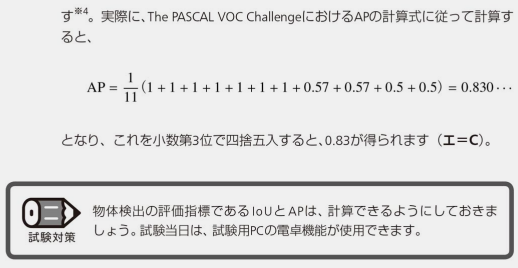 す※4。実際に、The PASCAL VOC ChallengeにおけるAPの計算式に従って計算す
ると、
AP = 1/11 (1 + 1 + 1 + 1 + 1 + 1 + 1 + 0.57 + 0.57 + 0.5 + 0.5) = 0.830 ⋯
となり、これを小数第3位で四捨五入すると、0.83が得られます（エ＝C）。
物体検出の評価指標であるIoUとAPは、計算できるようにしておきま
しょう。試験当日は、試験用PCの電卓機能が使用できます。
試験対策